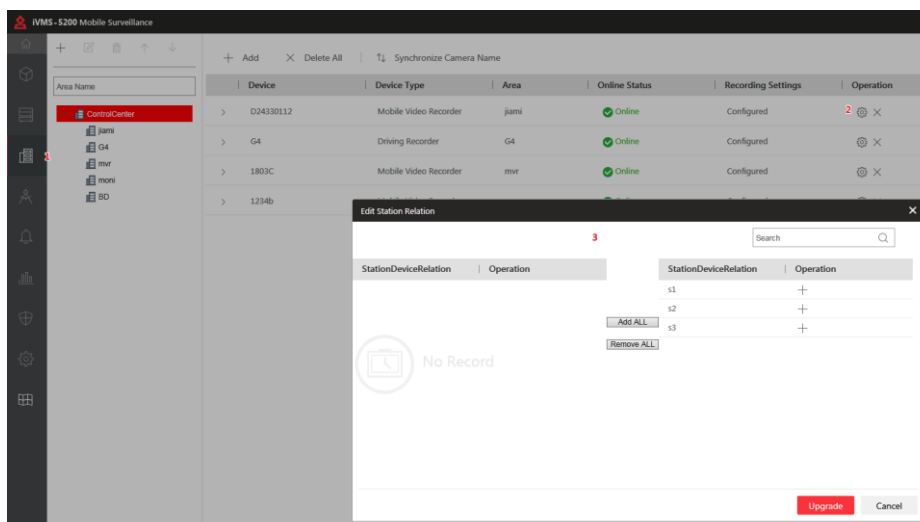 iVMS-5200 Mobile Surveillance
Add Delete All Synchronize Camera Name
Area Name
ControlCenter
jiami
G4
mvr
moni
BD
1
Device Device Type Area Online Status Recording Settings Operation
D24330112 Mobile Video Recorder jiami Online Configured 2
G4 Driving Recorder G4 Online Configured
1803C Mobile Video Recorder mvr Online Configured
1234b
Edit Station Relation
3
Search
StationDeviceRelation Operation
No Record
Add ALL
Remove ALL
StationDeviceRelation Operation
s1
s2
s3
Upgrade Cancel